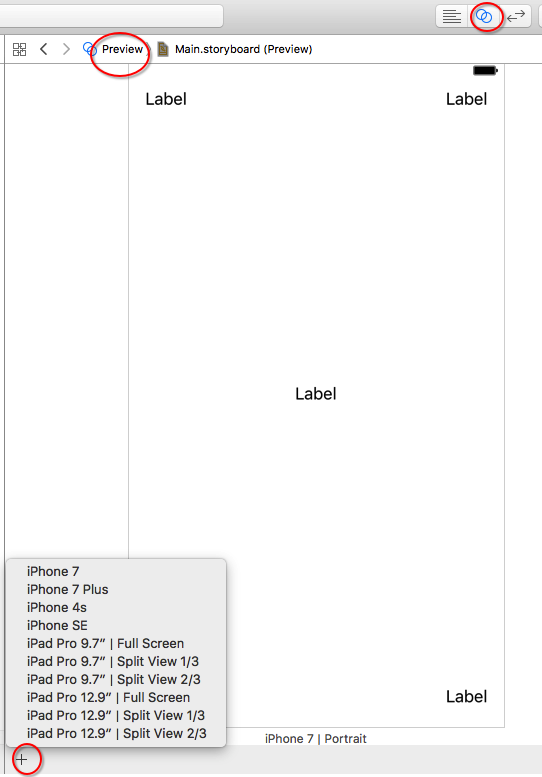 Preview Main.storyboard (Preview)
Label Label
Label
iPhone 7
iPhone 7 Plus
iPhone 4s
iPhone SE
iPad Pro 9.7” | Full Screen
iPad Pro 9.7” | Split View 1/3
iPad Pro 9.7” | Split View 2/3
iPad Pro 12.9” | Full Screen
iPad Pro 12.9” | Split View 1/3
iPad Pro 12.9” | Split View 2/3
Label
iPhone 7 | Portrait